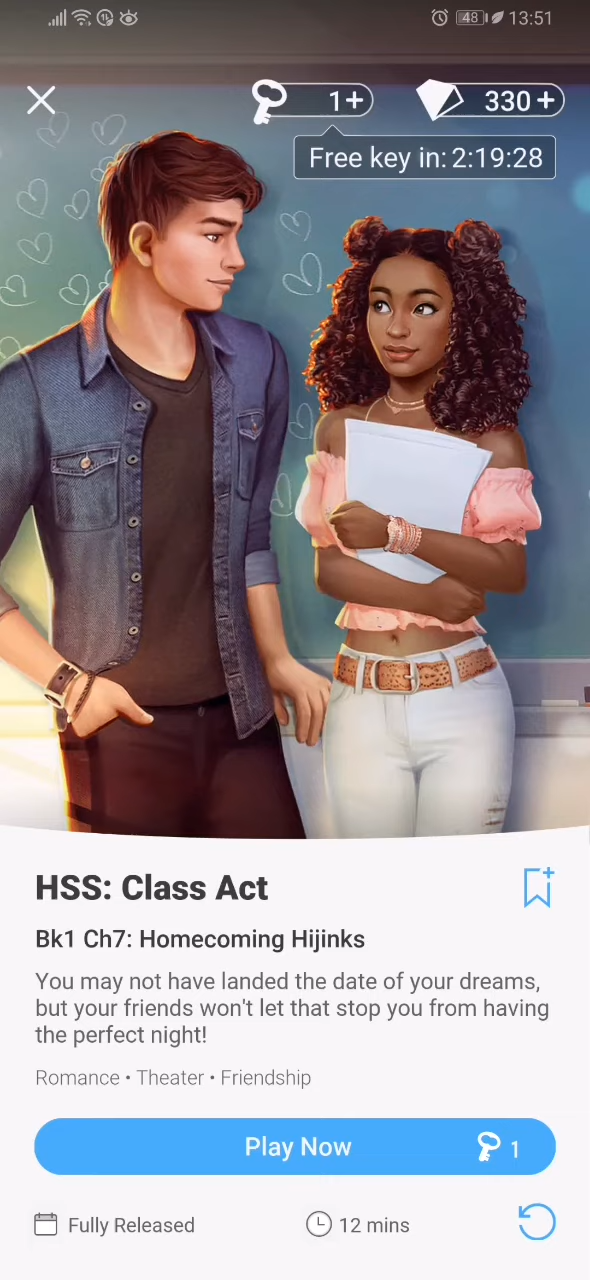 48 13:51
1+ 330+
Free key in: 2:19:28
HSS: Class Act
Bk1 Ch7: Homecoming Hijinks
You may not have landed the date of your dreams,
but your friends won't let that stop you from having
the perfect night!
Romance • Theater • Friendship
Play Now 1
Fully Released 12 mins